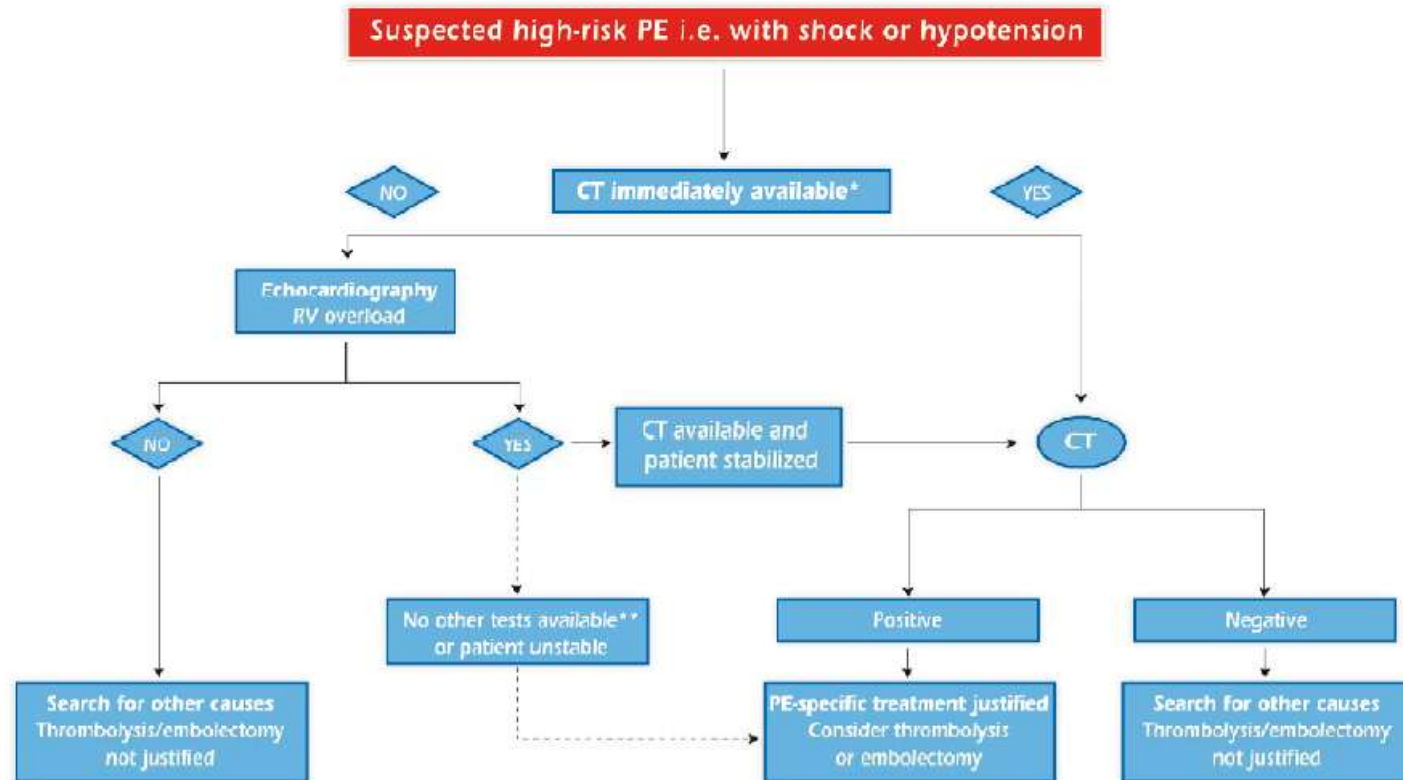 Suspected high-risk PE i.e. with shock or hypotension
NO
CT immediately available*
YES
Echocardiography
RV overload
NO
YES
CT available and
patient stabilized
CT
No other tests available**
or patient unstable
Positive
Negative
Search for other causes
Thrombolysis/embolectomy
not justified
PE-specific treatment justified
Consider thrombolysis
or embolectomy
Search for other causes
Thrombolysis/embolectomy
not justified